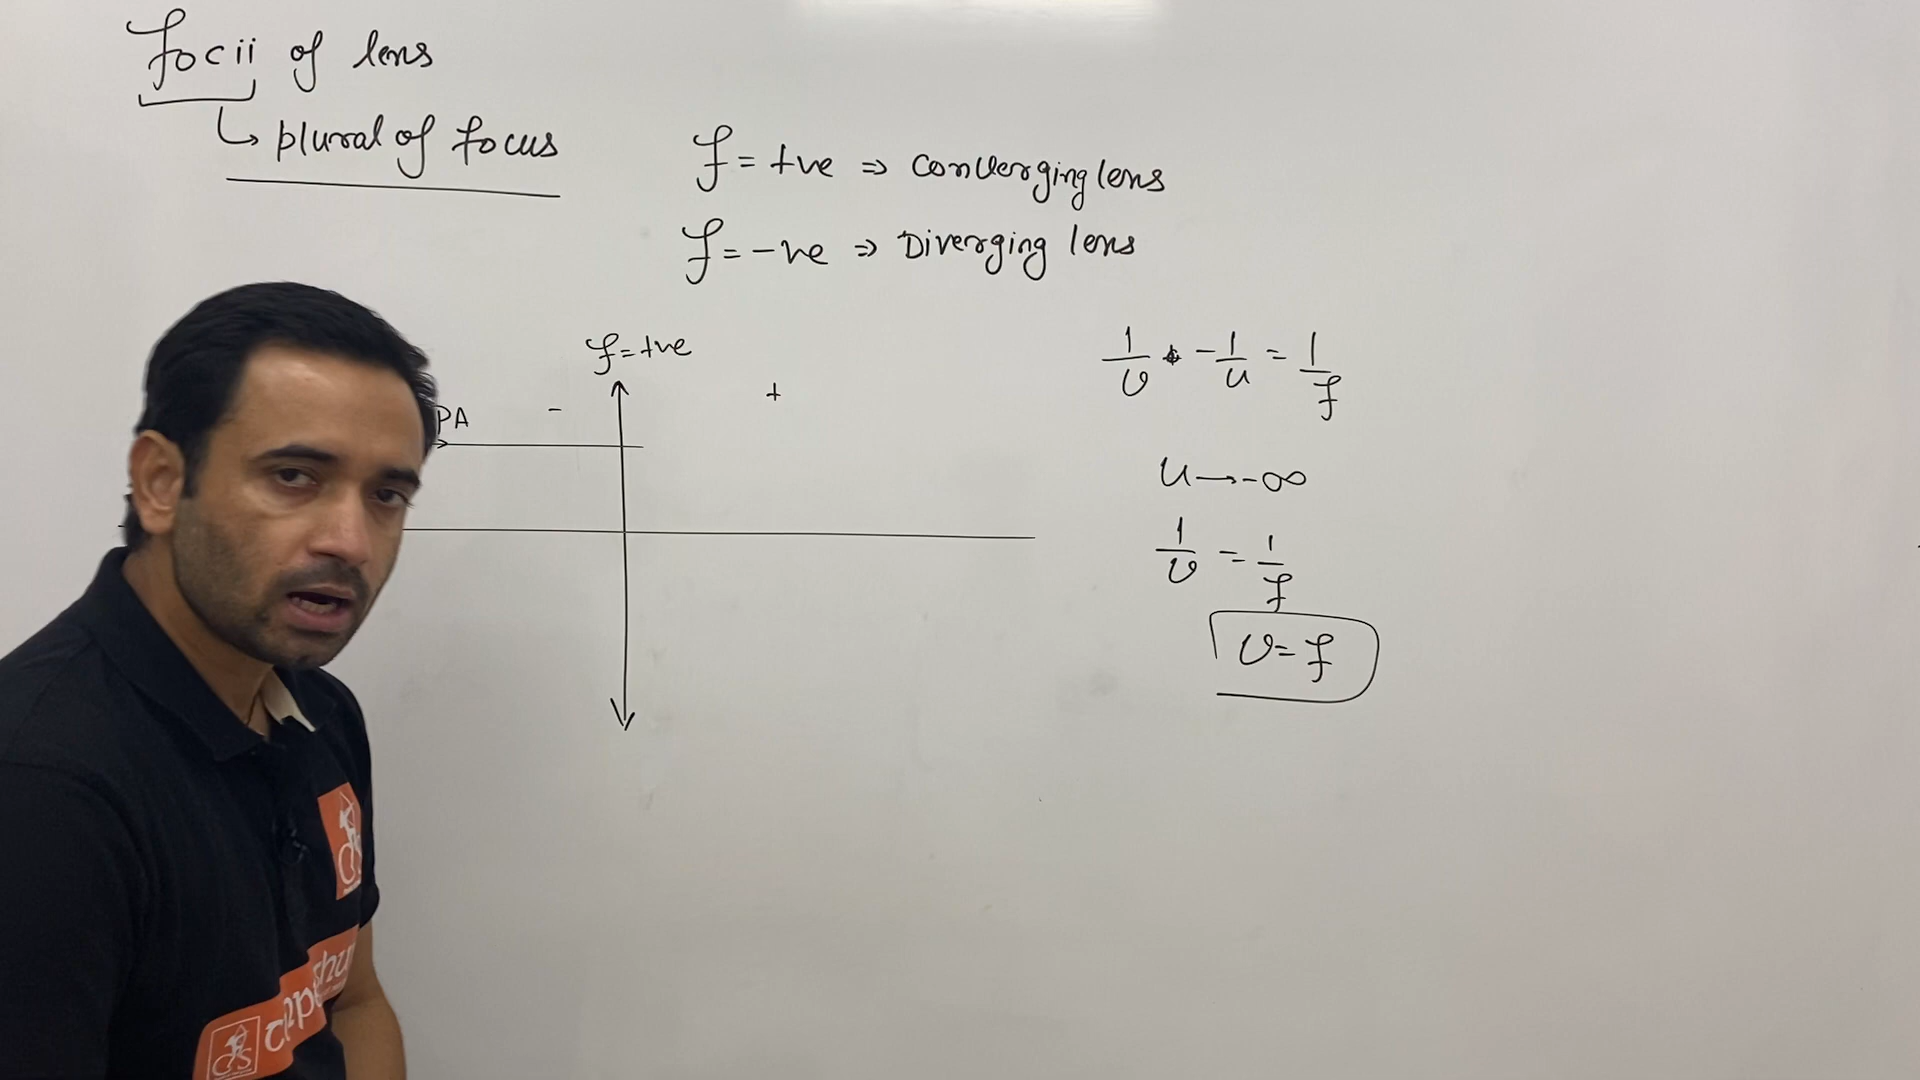 focii of lens
↳ plural of focus
f = +ve ⇒ converging lens
f = -ve ⇒ Diverging lens
f = +ve
- +
PA
1/v - 1/u = 1/f
u → -∞
1/v = 1/f
v = f